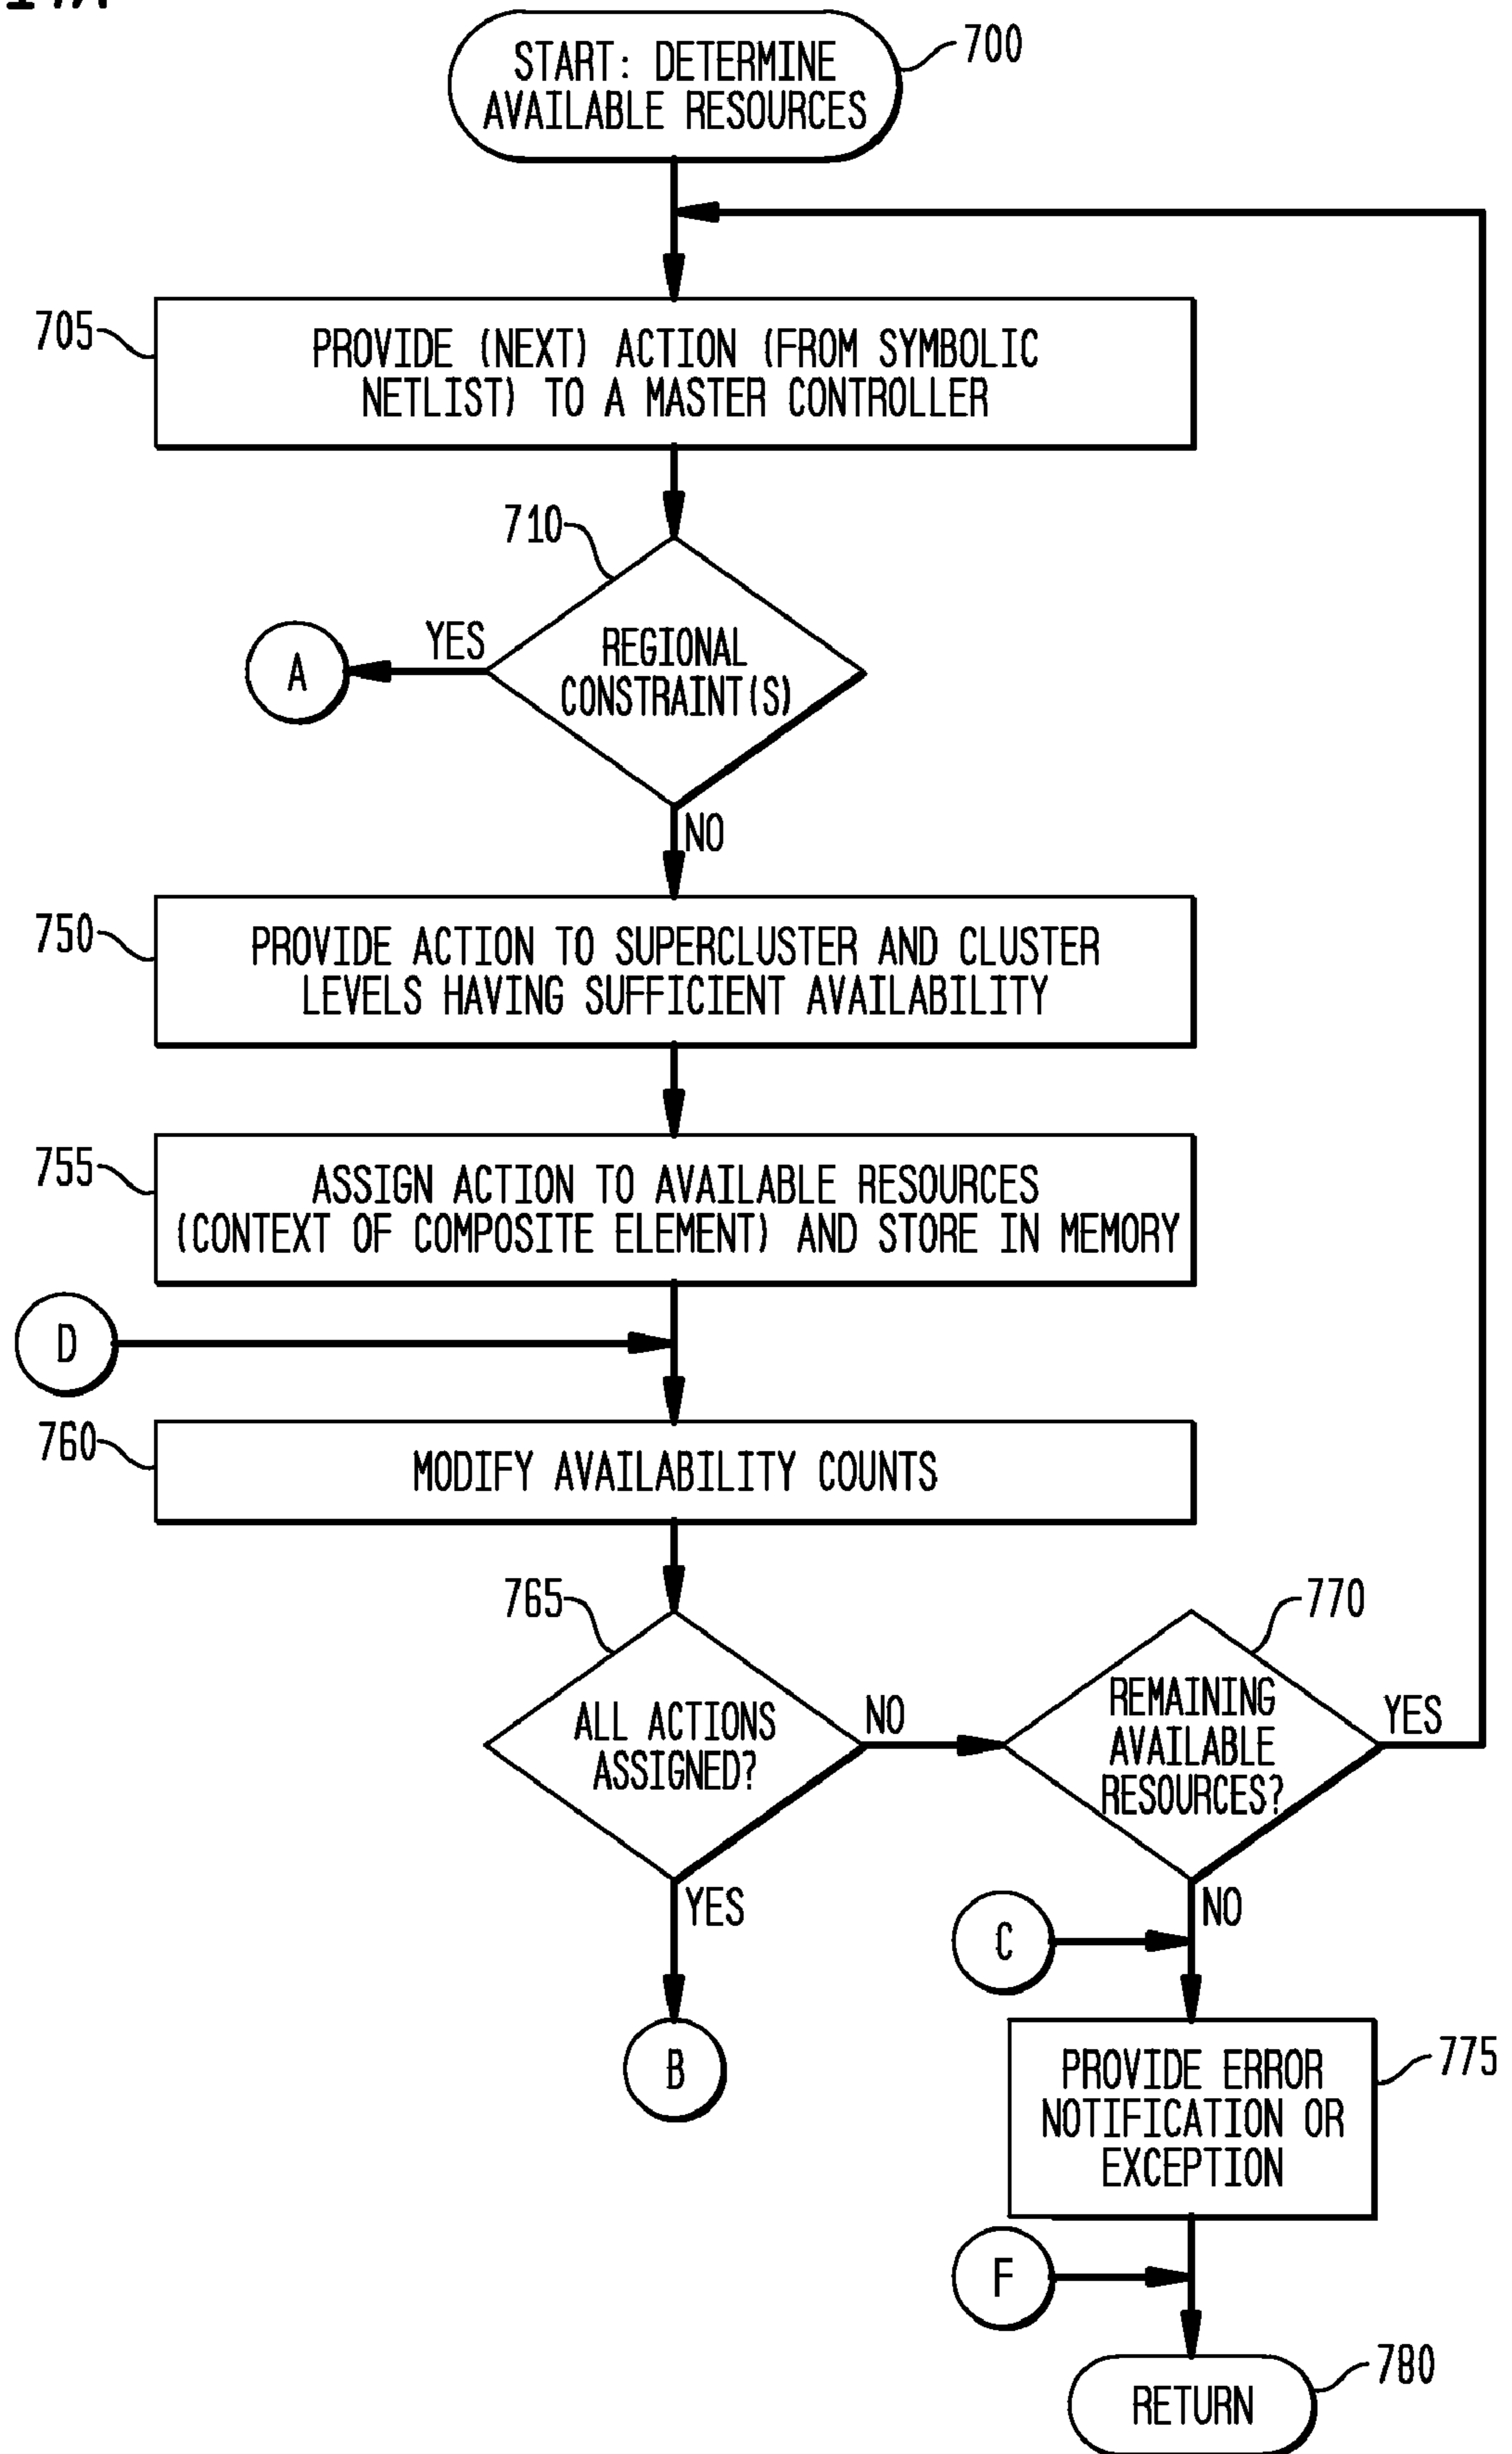 START: DETERMINE
AVAILABLE RESOURCES
700
705
PROVIDE (NEXT) ACTION (FROM SYMBOLIC
NETLIST) TO A MASTER CONTROLLER
710
REGIONAL
CONSTRAINT(S)
YES
A
NO
750
PROVIDE ACTION TO SUPERCLUSTER AND CLUSTER
LEVELS HAVING SUFFICIENT AVAILABILITY
755
ASSIGN ACTION TO AVAILABLE RESOURCES
(CONTEXT OF COMPOSITE ELEMENT) AND STORE IN MEMORY
D
760
MODIFY AVAILABILITY COUNTS
765
ALL ACTIONS
ASSIGNED?
NO
770
REMAINING
AVAILABLE
RESOURCES?
YES
YES
B
NO
C
PROVIDE ERROR
NOTIFICATION OR
EXCEPTION
775
F
RETURN
780